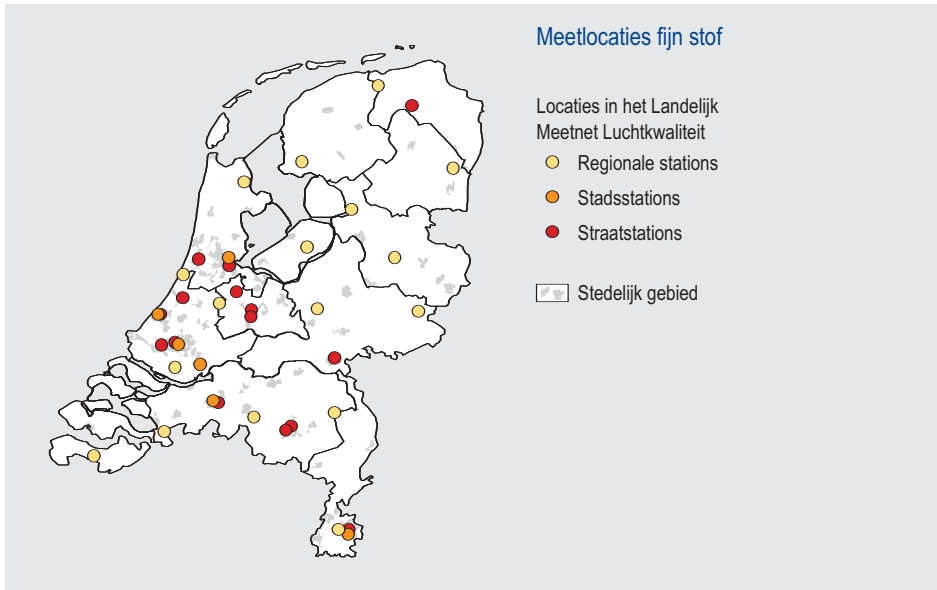 Meetlocaties fijn stof
Locaties in het Landelijk
Meetnet Luchtkwaliteit
Regionale stations
Stadsstations
Straatstations
Stedelijk gebied